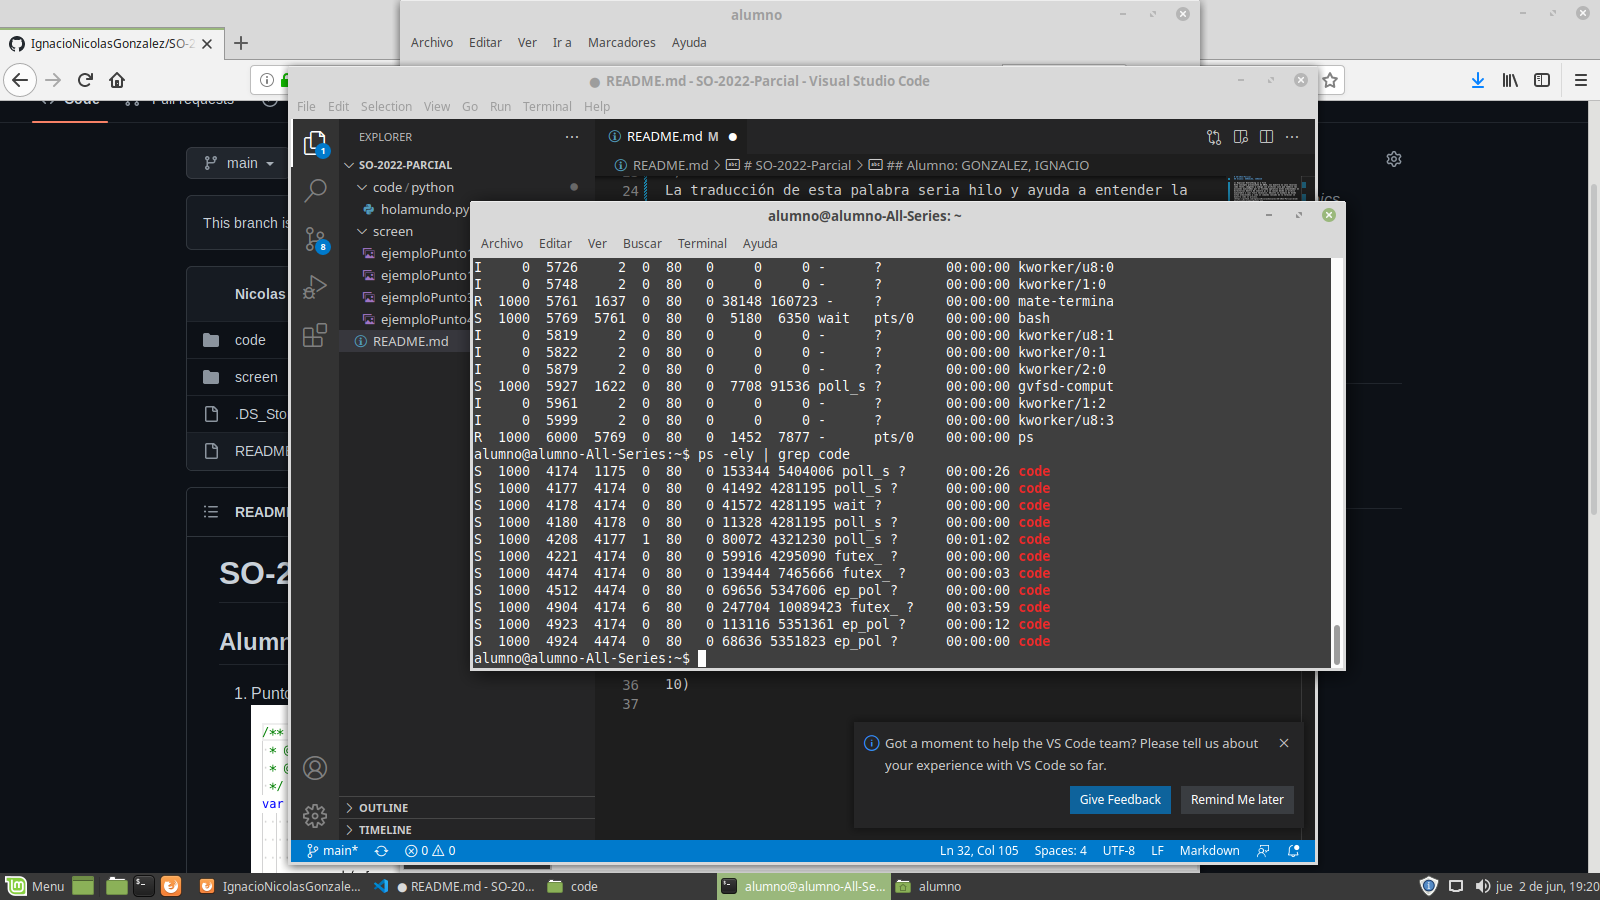 alumno
Archivo Editar Ver Ir a Marcadores Ayuda
IgnacioNicolasGonzalez/SO-2
README.md - SO-2022-Parcial - Visual Studio Code
File Edit Selection View Go Run Terminal Help
Code Pull requests
EXPLORER
README.md M
SO-2022-PARCIAL
README.md > # SO-2022-Parcial > ## Alumno: GONZALEZ, IGNACIO
main
code / python
24 La traducción de esta palabra seria hilo y ayuda a entender la
holamundo.py
This branch is
screen
8
1
ejemploPunto
ejemploPunto
ejemploPunto3
ejemploPunto4
README.md
Nicolas
code
screen
.DS_Sto
README
README
SO-2
Alumn
1. Punto
/**
* @
* @
*/
var
alumno@alumno-All-Series: ~
Archivo Editar Ver Buscar Terminal Ayuda
I 0 5726 2 0 80 0 0 0 - ? 00:00:00 kworker/u8:0
I 0 5748 2 0 80 0 0 0 - ? 00:00:00 kworker/1:0
R 1000 5761 1637 0 80 0 38148 160723 - ? 00:00:00 mate-termina
S 1000 5769 5761 0 80 0 5180 6350 wait pts/0 00:00:00 bash
I 0 5819 2 0 80 0 0 0 - ? 00:00:00 kworker/u8:1
I 0 5822 2 0 80 0 0 0 - ? 00:00:00 kworker/0:1
I 0 5879 2 0 80 0 0 0 - ? 00:00:00 kworker/2:0
S 1000 5927 1622 0 80 0 7708 91536 poll_s ? 00:00:00 gvfsd-comput
I 0 5961 2 0 80 0 0 0 - ? 00:00:00 kworker/1:2
I 0 5999 2 0 80 0 0 0 - ? 00:00:00 kworker/u8:3
R 1000 6000 5769 0 80 0 1452 7877 - pts/0 00:00:00 ps
alumno@alumno-All-Series:~$ ps -ely | grep code
S 1000 4174 1175 0 80 0 153344 5404006 poll_s ? 00:00:26 code
S 1000 4177 4174 0 80 0 41492 4281195 poll_s ? 00:00:00 code
S 1000 4178 4174 0 80 0 41572 4281195 wait ? 00:00:00 code
S 1000 4180 4178 0 80 0 11328 4281195 poll_s ? 00:00:00 code
S 1000 4208 4177 1 80 0 80072 4321230 poll_s ? 00:01:02 code
S 1000 4221 4174 0 80 0 59916 4295090 futex_ ? 00:00:00 code
S 1000 4474 4174 0 80 0 139444 7465666 futex_ ? 00:00:03 code
S 1000 4512 4474 0 80 0 69656 5347606 ep_pol ? 00:00:00 code
S 1000 4904 4174 6 80 0 247704 10089423 futex_ ? 00:03:59 code
S 1000 4923 4174 0 80 0 113116 5351361 ep_pol ? 00:00:12 code
S 1000 4924 4474 0 80 0 68636 5351823 ep_pol ? 00:00:00 code
alumno@alumno-All-Series:~$
36 10)
37
Got a moment to help the VS Code team? Please tell us about
your experience with VS Code so far.
Give Feedback Remind Me later
OUTLINE
TIMELINE
main* 0 0 Ln 32, Col 105 Spaces: 4 UTF-8 LF Markdown
Menu IgnacioNicolasGonzale... README.md - SO-20... code alumno@alumno-All-Se... alumno jue 2 de jun, 19:20